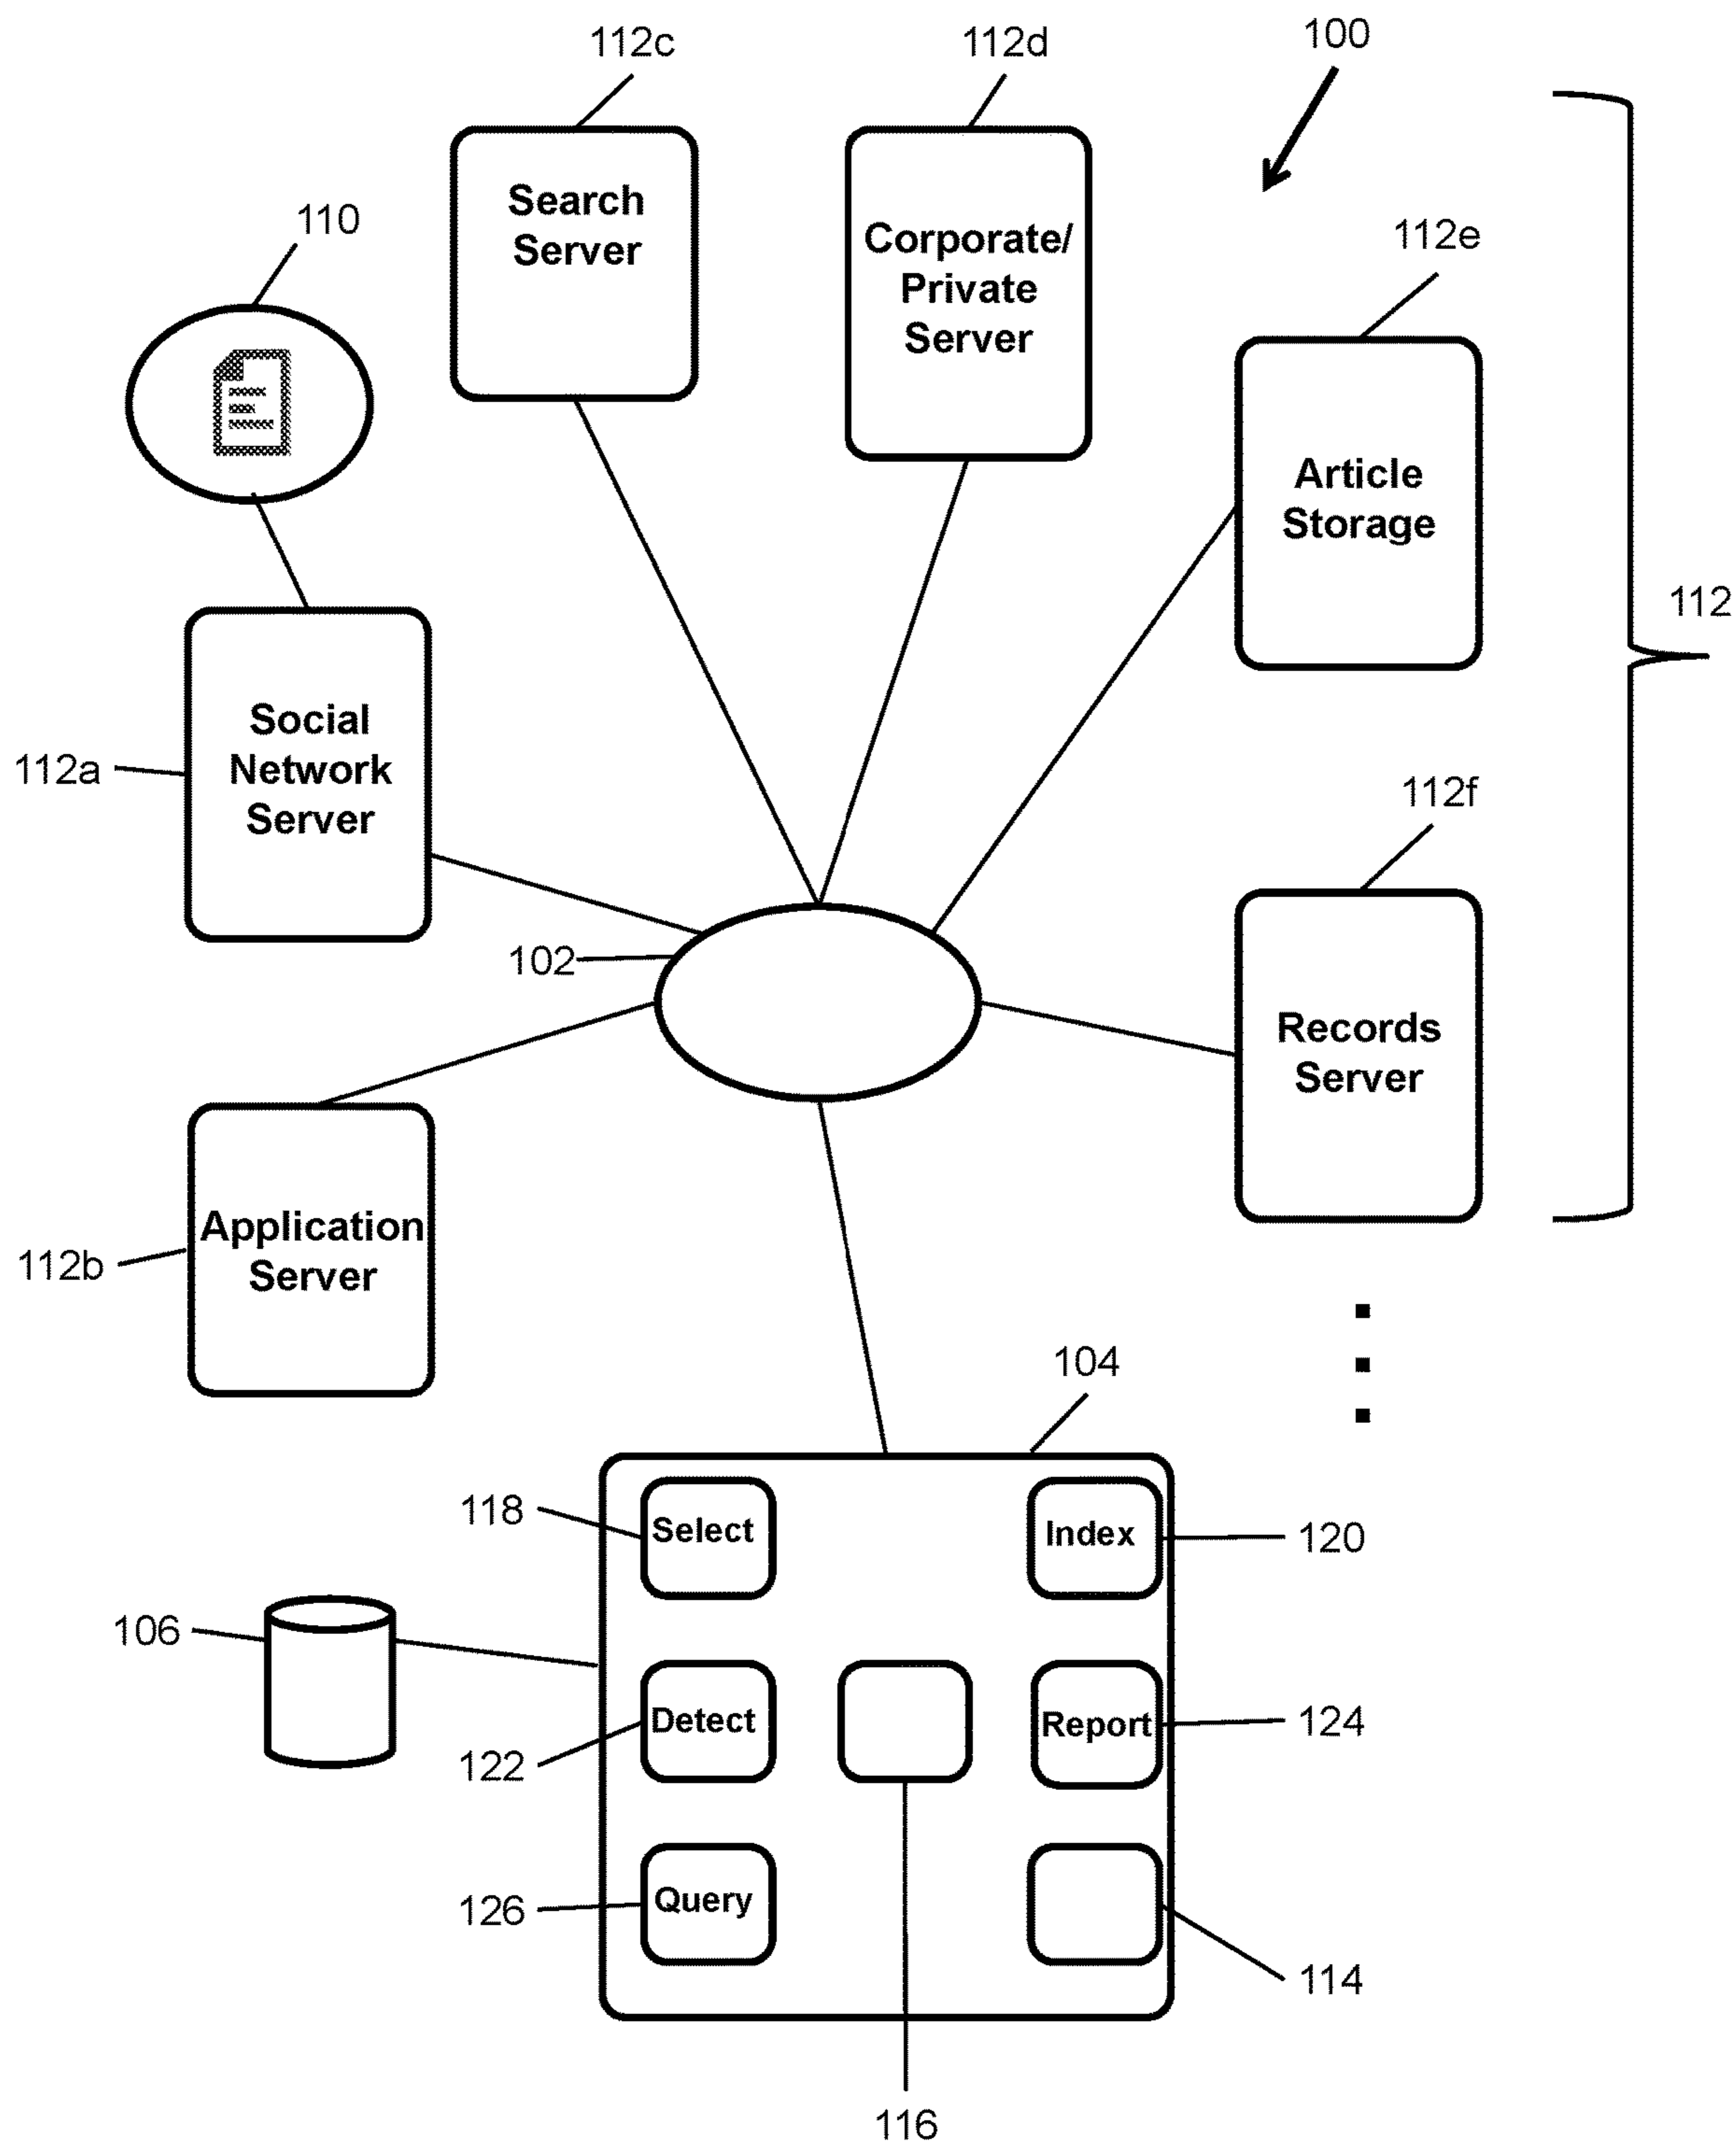 112c
112d
100
Search
Server
110
Corporate/
Private
Server
112e
Article
Storage
112
Social
Network
Server
112a
112f
102
Records
Server
Application
Server
112b
104
118
Select
Index
120
106
Detect
Report
124
122
Query
126
114
116